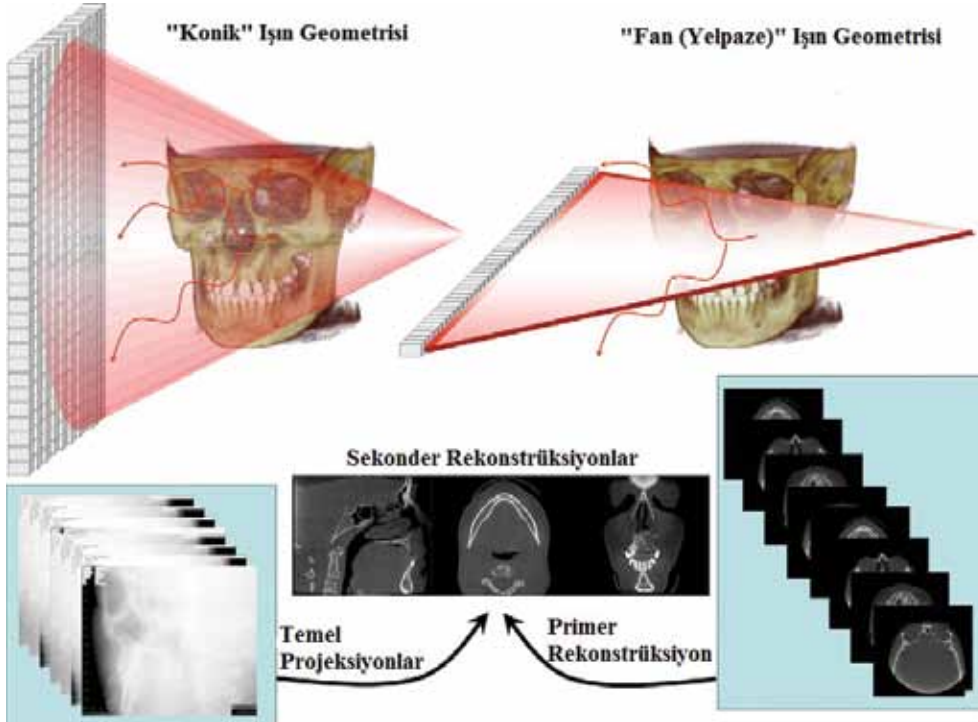 "Konik" Işın Geometrisi
"Fan (Yelpaze)" Işın Geometrisi
Sekonder Rekonstrüksiyonlar
Temel
Projeksiyonlar
Primer
Rekonstrüksiyon